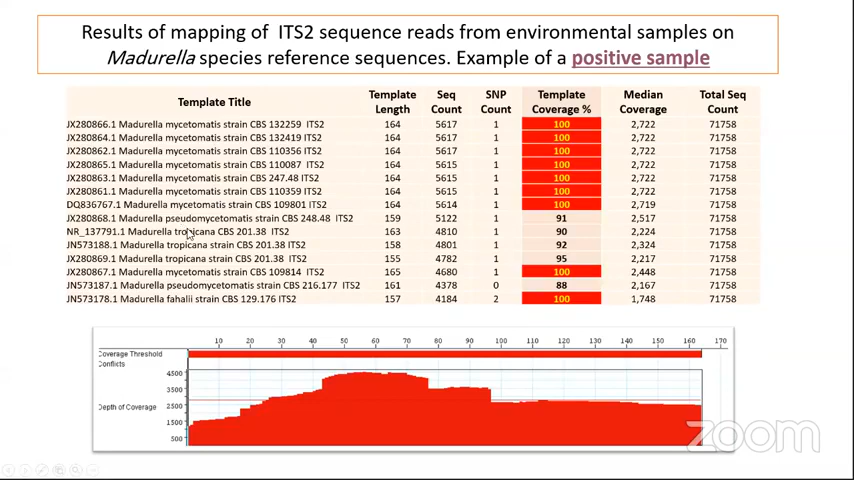 Results of mapping of ITS2 sequence reads from environmental samples on
Madurella species reference sequences. Example of a positive sample
Template Title Template Length Seq Count SNP Count Template Coverage % Median Coverage Total Seq Count
JX280866.1 Madurella mycetomatis strain CBS 132259 ITS2 164 5617 1 100 2,722 71758
JX280864.1 Madurella mycetomatis strain CBS 132419 ITS2 164 5617 1 100 2,722 71758
JX280862.1 Madurella mycetomatis strain CBS 110356 ITS2 164 5617 1 100 2,722 71758
JX280865.1 Madurella mycetomatis strain CBS 110087 ITS2 164 5615 1 100 2,722 71758
JX280863.1 Madurella mycetomatis strain CBS 247.48 ITS2 164 5615 1 100 2,722 71758
JX280861.1 Madurella mycetomatis strain CBS 110359 ITS2 164 5615 1 100 2,722 71758
DQ836767.1 Madurella mycetomatis strain CBS 109801 ITS2 164 5614 1 100 2,719 71758
JX280868.1 Madurella pseudomycetomatis strain CBS 248.48 ITS2 159 5122 1 91 2,517 71758
NR_137791.1 Madurella tropicana CBS 201.38 ITS2 163 4810 1 90 2,224 71758
JN573188.1 Madurella tropicana strain CBS 201.38 ITS2 158 4801 1 92 2,324 71758
JX280869.1 Madurella tropicana strain CBS 201.38 ITS2 155 4782 1 95 2,217 71758
JX280867.1 Madurella mycetomatis strain CBS 109814 ITS2 165 4680 1 100 2,448 71758
JN573187.1 Madurella pseudomycetomatis strain CBS 216.177 ITS2 161 4378 0 88 2,167 71758
JN573178.1 Madurella fahalii strain CBS 129.176 ITS2 157 4184 2 100 1,748 71758
10 20 30 40 50 60 70 80 90 100 110 120 130 140 150 160 170
Coverage Threshold
Conflicts
4500
3500
Depth of Coverage 2500
1500
500
zoom